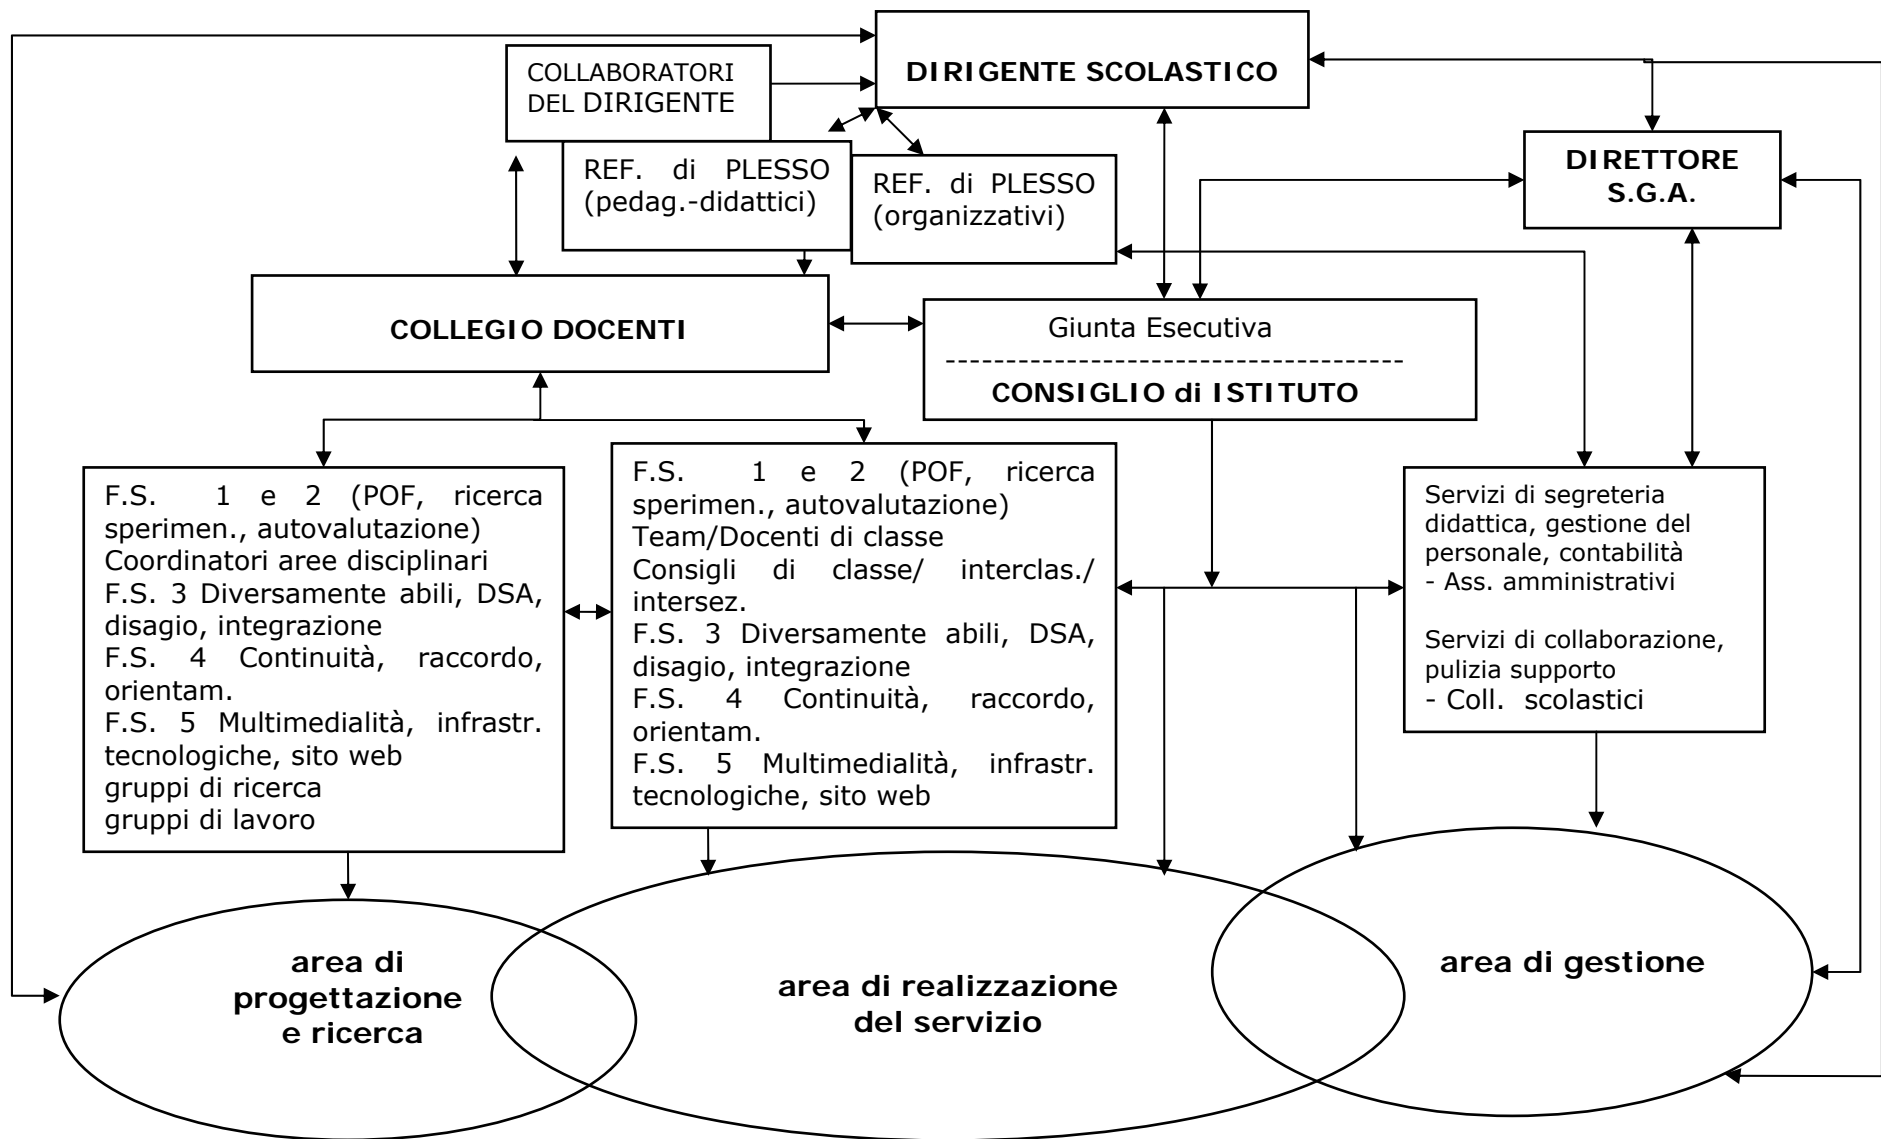 DIRIGENTE SCOLASTICO
COLLABORATORI
DEL DIRIGENTE
REF. di PLESSO
(pedag.-didattici)
REF. di PLESSO
(organizzativi)
DIRETTORE
S.G.A.
COLLEGIO DOCENTI
Giunta Esecutiva
--------------------------------------
CONSIGLIO di ISTITUTO
F.S. 1 e 2 (POF, ricerca
sperimen., autovalutazione)
Coordinatori aree disciplinari
F.S. 3 Diversamente abili, DSA,
disagio, integrazione
F.S. 4 Continuità, raccordo,
orientam.
F.S. 5 Multimedialità, infrastr.
tecnologiche, sito web
gruppi di ricerca
gruppi di lavoro
F.S. 1 e 2 (POF, ricerca
sperimen., autovalutazione)
Team/Docenti di classe
Consigli di classe/ interclas./
intersez.
F.S. 3 Diversamente abili, DSA,
disagio, integrazione
F.S. 4 Continuità, raccordo,
orientam.
F.S. 5 Multimedialità, infrastr.
tecnologiche, sito web
Servizi di segreteria
didattica, gestione del
personale, contabilità
- Ass. amministrativi
Servizi di collaborazione,
pulizia supporto
- Coll. scolastici
area di
progettazione
e ricerca
area di realizzazione
del servizio
area di gestione